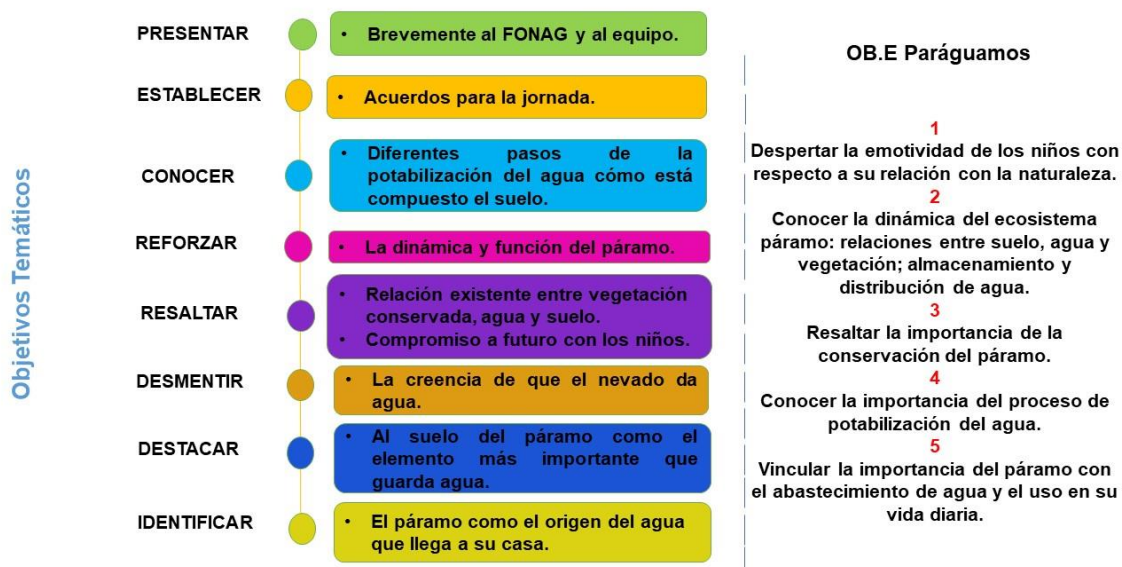 Objetivos Temáticos
PRESENTAR
• Brevemente al FONAG y al equipo.
ESTABLECER
• Acuerdos para la jornada.
CONOCER
• Diferentes pasos de la
potabilización del agua cómo está
compuesto el suelo.
REFORZAR
• La dinámica y función del páramo.
RESALTAR
• Relación existente entre vegetación
conservada, agua y suelo.
• Compromiso a futuro con los niños.
DESMENTIR
• La creencia de que el nevado da
agua.
DESTACAR
• Al suelo del páramo como el
elemento más importante que
guarda agua.
IDENTIFICAR
• El páramo como el origen del agua
que llega a su casa.
OB.E Paráguamos
1
Despertar la emotividad de los niños con
respecto a su relación con la naturaleza.
2
Conocer la dinámica del ecosistema
páramo: relaciones entre suelo, agua y
vegetación; almacenamiento y
distribución de agua.
3
Resaltar la importancia de la
conservación del páramo.
4
Conocer la importancia del proceso de
potabilización del agua.
5
Vincular la importancia del páramo con
el abastecimiento de agua y el uso en su
vida diaria.